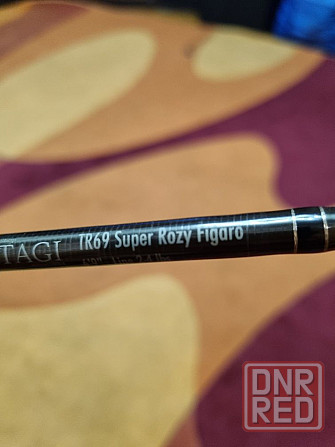 TAGI TR69 Super Rozy Figaro
DNR
RED